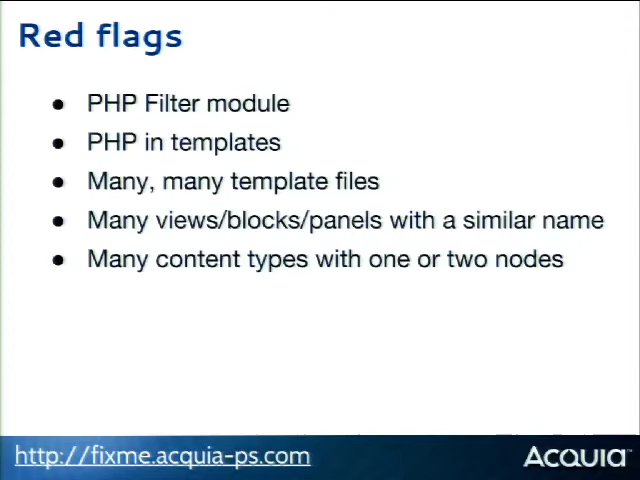 Red flags
● PHP Filter module
● PHP in templates
● Many, many template files
● Many views/blocks/panels with a similar name
● Many content types with one or two nodes
http://fixme.acquia-ps.com
ACQUIA™